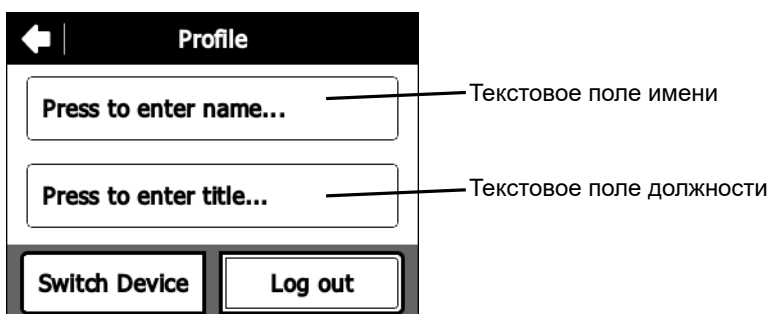 Profile
Press to enter name...
Текстовое поле имени
Press to enter title...
Текстовое поле должности
Switch Device
Log out